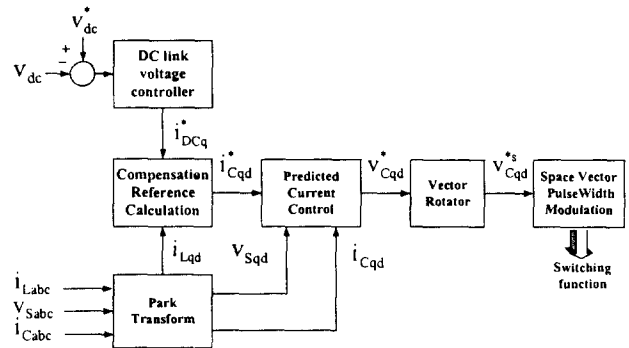 V*dc
+
−
Vdc
DC link
voltage
controller
i*DCq
Compensation
Reference
Calculation
i*Cqd
Predicted
Current
Control
V*Cqd
Vector
Rotator
V*sCqd
Space Vector
PulseWidth
Modulation
iLqd
VSqd
iCqd
Switching
function
iLabc
VSabc
iCabc
Park
Transform